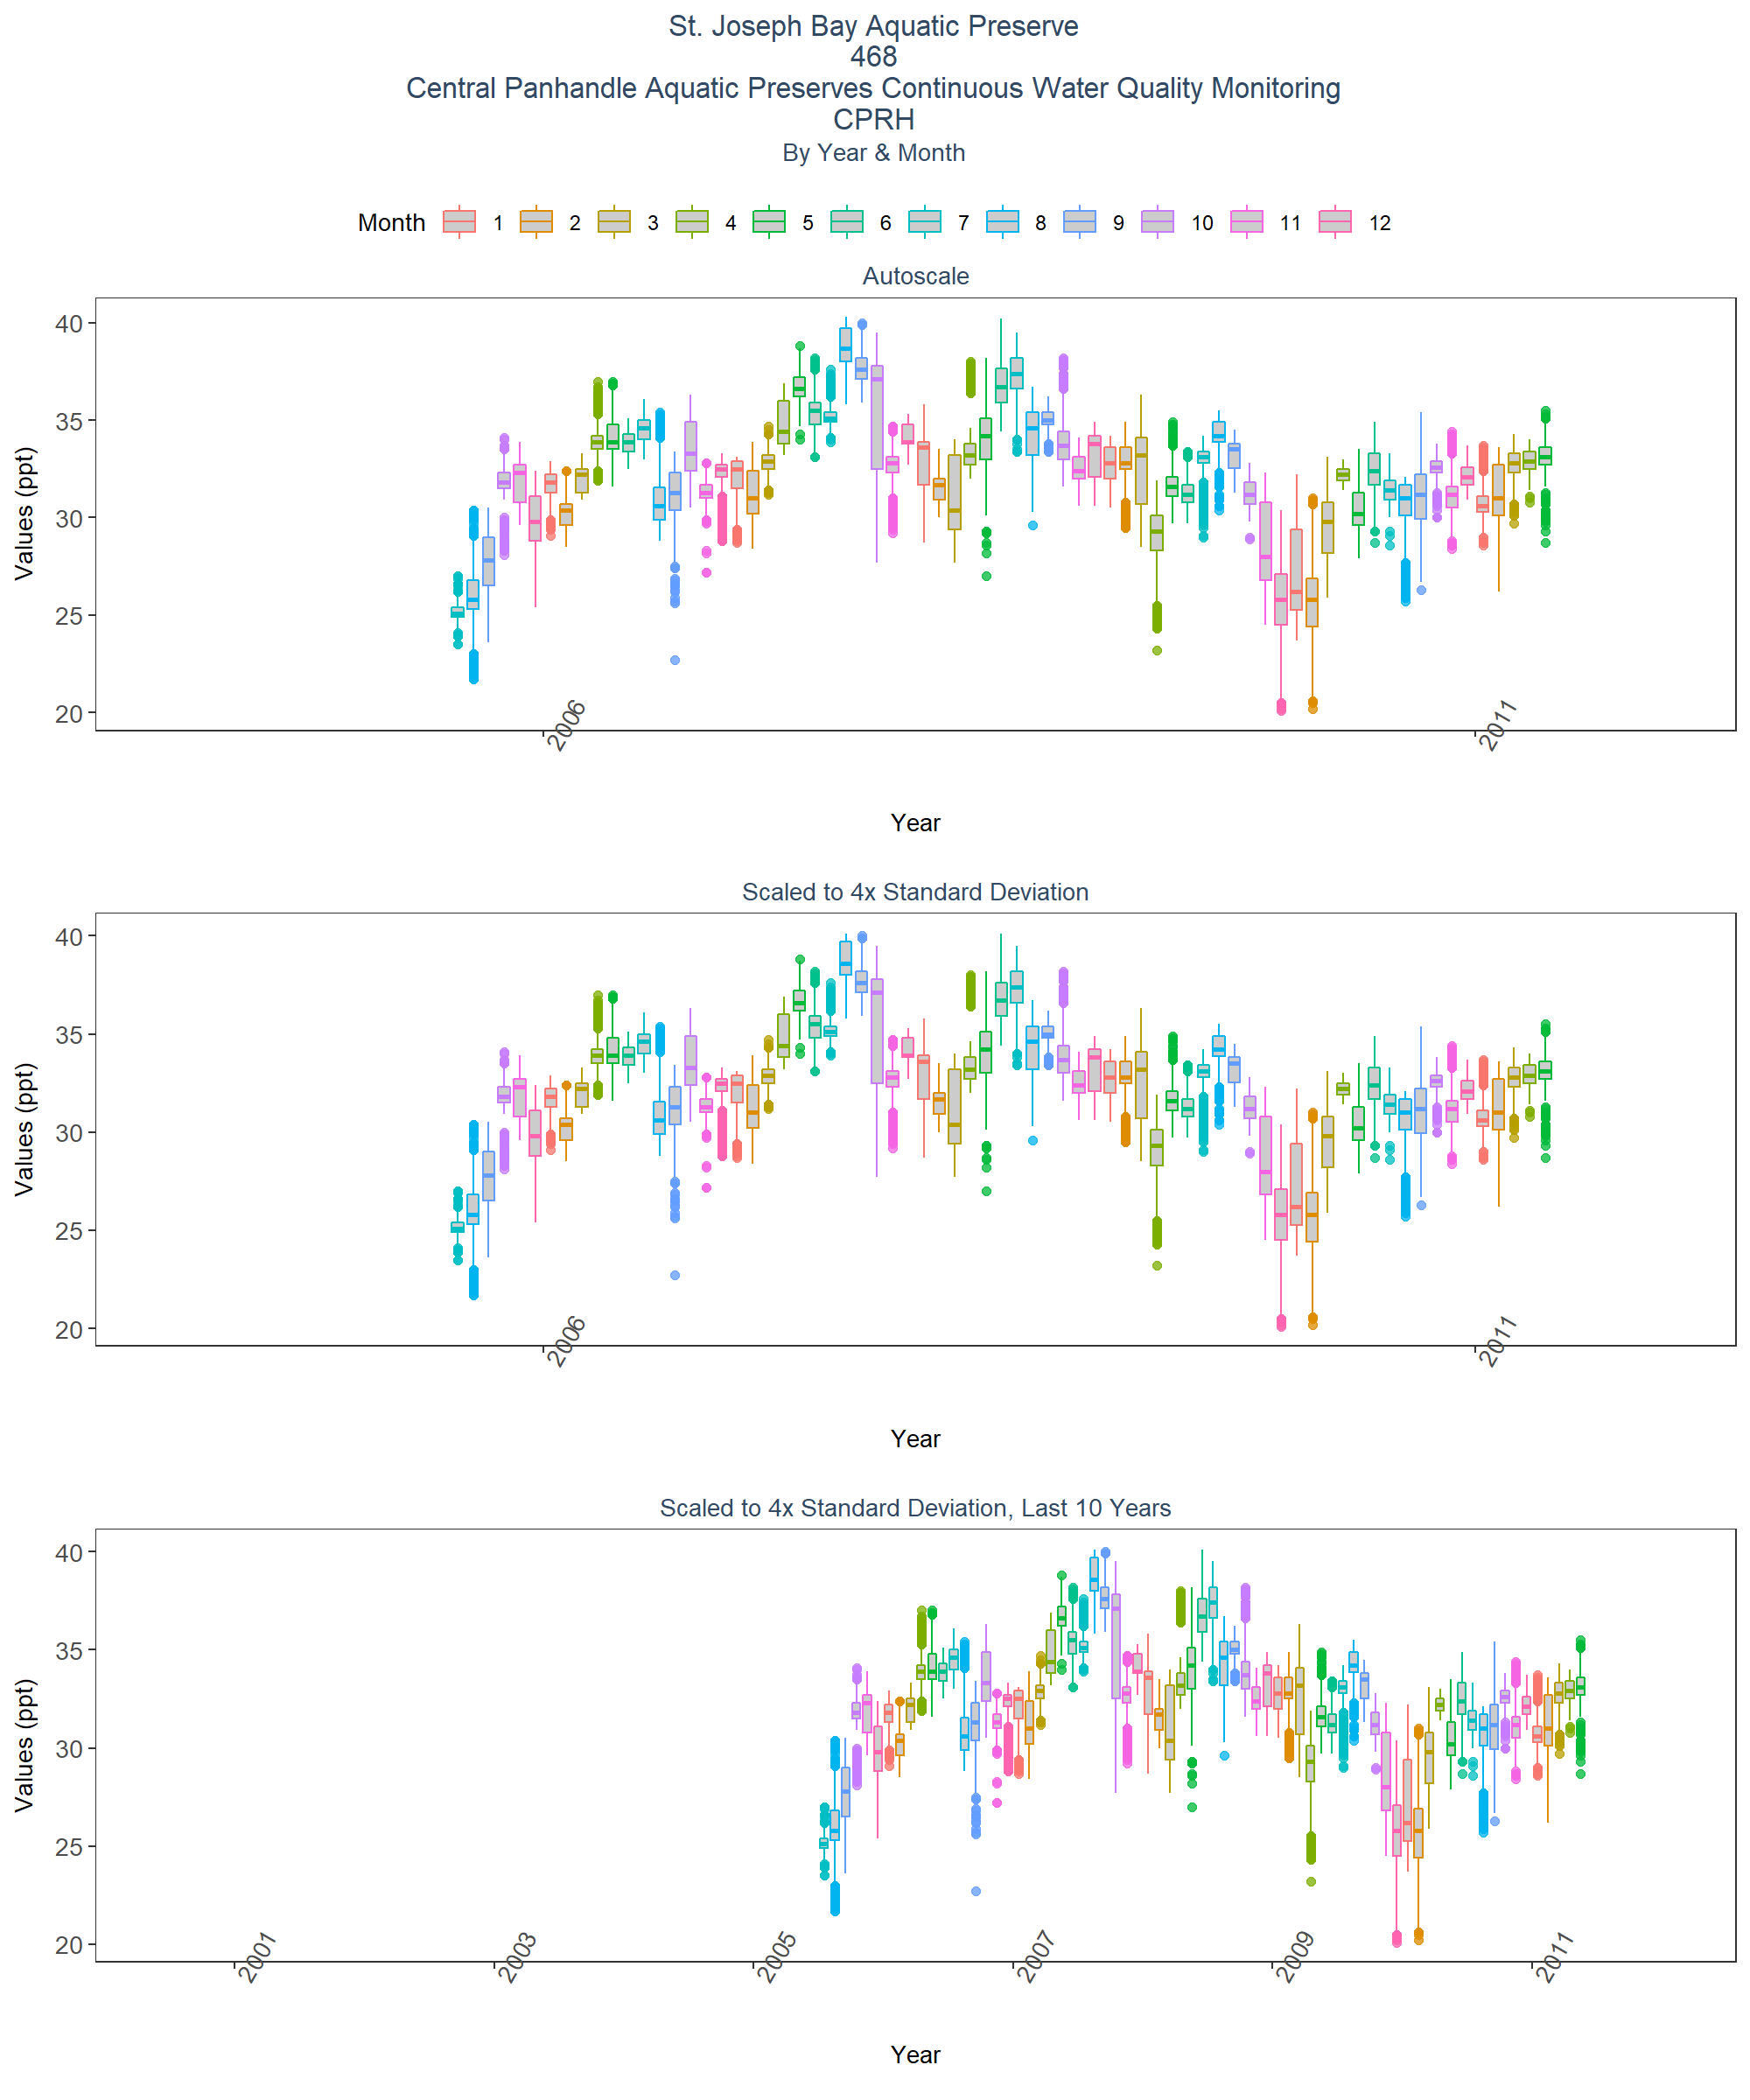 St. Joseph Bay Aquatic Preserve
468
Central Panhandle Aquatic Preserves Continuous Water Quality Monitoring
CPRH
By Year & Month
Month 1 2 3 4 5 6 7 8 9 10 11 12
Autoscale
Values (ppt)
40
35
30
25
20
2006 2011
Year
Scaled to 4x Standard Deviation
Values (ppt)
40
35
30
25
20
2006 2011
Year
Scaled to 4x Standard Deviation, Last 10 Years
Values (ppt)
40
35
30
25
20
2001 2003 2005 2007 2009 2011
Year